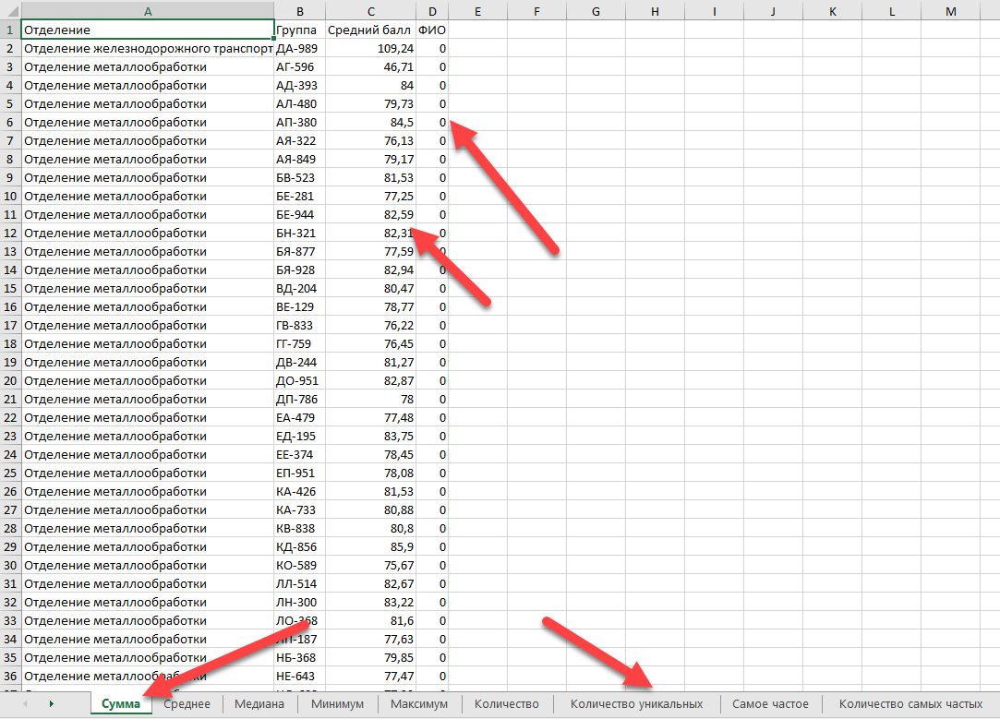 A B C D E F G H I J K L M
1 Отделение Группа Средний балл ФИО
2 Отделение железнодорожного транспорт ДА-989 109,24 0
3 Отделение металлообработки АГ-596 46,71 0
4 Отделение металлообработки АД-393 84 0
5 Отделение металлообработки АЛ-480 79,73 0
6 Отделение металлообработки АП-380 84,5 0
7 Отделение металлообработки АЯ-322 76,13 0
8 Отделение металлообработки АЯ-849 79,17 0
9 Отделение металлообработки БВ-523 81,53 0
10 Отделение металлообработки БЕ-281 77,25 0
11 Отделение металлообработки БЕ-944 82,59 0
12 Отделение металлообработки БН-321 82,31 0
13 Отделение металлообработки БЯ-877 77,59 0
14 Отделение металлообработки БЯ-928 82,94 0
15 Отделение металлообработки ВД-204 80,47 0
16 Отделение металлообработки ВЕ-129 78,77 0
17 Отделение металлообработки ГВ-833 76,22 0
18 Отделение металлообработки ГГ-759 76,45 0
19 Отделение металлообработки ДВ-244 81,27 0
20 Отделение металлообработки ДО-951 82,87 0
21 Отделение металлообработки ДП-786 78 0
22 Отделение металлообработки ЕА-479 77,48 0
23 Отделение металлообработки ЕД-195 83,75 0
24 Отделение металлообработки ЕЕ-374 78,45 0
25 Отделение металлообработки ЕП-951 78,08 0
26 Отделение металлообработки КА-426 81,53 0
27 Отделение металлообработки КА-733 80,88 0
28 Отделение металлообработки КВ-838 80,8 0
29 Отделение металлообработки КД-856 85,9 0
30 Отделение металлообработки КО-589 75,67 0
31 Отделение металлообработки ЛЛ-514 82,67 0
32 Отделение металлообработки ЛН-300 83,22 0
33 Отделение металлообработки ЛО-368 81,6 0
34 Отделение металлообработки 77,63 0
35 Отделение металлообработки НБ-368 79,85 0
36 Отделение металлообработки НЕ-643 77,47 0
Сумма Среднее Медиана Минимум Максимум Количество Количество уникальных Самое частое Количество самых частых